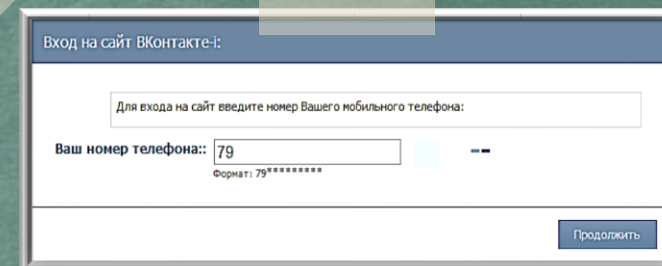 Вход на сайт ВКонтакте-i:
Для входа на сайт введите номер Вашего мобильного телефона:
Ваш номер телефона:: 79
Формат: 79*********
Продолжить